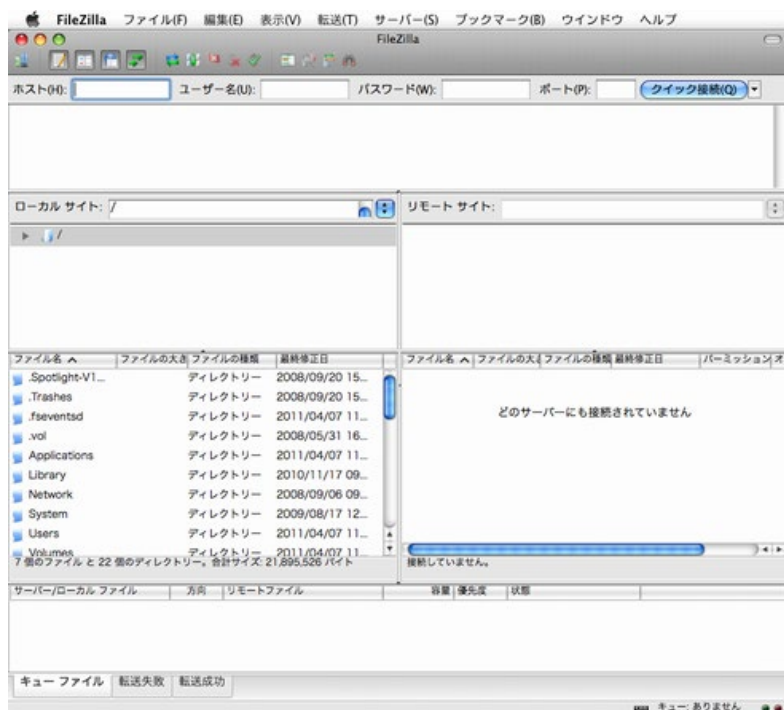 FileZilla ファイル(F) 編集(E) 表示(V) 転送(T) サーバー(S) ブックマーク(B) ウインドウ ヘルプ
FileZilla
ホスト(H): ユーザー名(U): パスワード(W): ポート(P): クイック接続(Q)
ローカル サイト: / リモート サイト:
/
ファイル名 ファイルの大き ファイルの種類 最終修正日 ファイル名 ファイルの大き ファイルの種類 最終修正日 パーミッション オ
.Spotlight-V1... ディレクトリー 2008/09/20 15...
.Trashes ディレクトリー 2008/09/20 15...
.fseventsd ディレクトリー 2011/04/07 11...
どのサーバーにも接続されていません
.vol ディレクトリー 2008/05/31 16...
Applications ディレクトリー 2011/04/07 11...
Library ディレクトリー 2010/11/17 09...
Network ディレクトリー 2008/09/06 09...
System ディレクトリー 2009/08/17 12...
Users ディレクトリー 2011/04/07 11...
Volumes ディレクトリー 2011/04/07 11...
7 個のファイル と 22 個のディレクトリー。合計サイズ: 21,895,526 バイト 接続していません。
サーバー/ローカル ファイル 方向 リモートファイル 容量 優先度 状態
キュー ファイル 転送失敗 転送成功
キュー: ありません